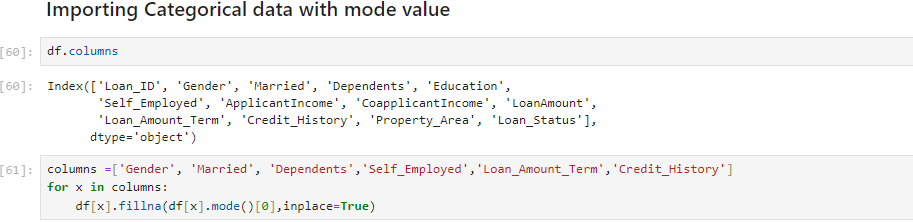 Importing Categorical data with mode value
[60]: df.columns
[60]: Index(['Loan_ID', 'Gender', 'Married', 'Dependents', 'Education',
'Self_Employed', 'ApplicantIncome', 'CoapplicantIncome', 'LoanAmount',
'Loan_Amount_Term', 'Credit_History', 'Property_Area', 'Loan_Status'],
dtype='object')
[61]: columns =['Gender', 'Married', 'Dependents','Self_Employed','Loan_Amount_Term','Credit_History']
for x in columns:
df[x].fillna(df[x].mode()[0],inplace=True)